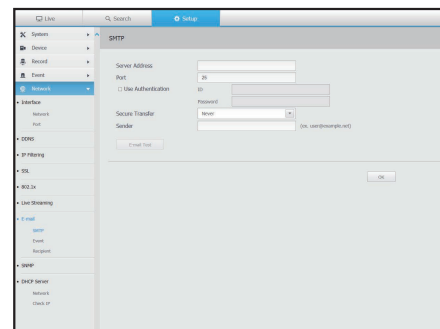 Live
Search
Setup
System
Device
Record
Event
Network
Interface
Network
Port
DDNS
IP Filtering
SSL
802.1x
Live Streaming
E-mail
SMTP
Event
Recipient
SNMP
DHCP Server
Network
Check IP
SMTP
Server Address
Port
25
Use Authentication
ID
Password
Secure Transfer
Never
Sender
(ex. user@example.net)
E-mail Test
OK